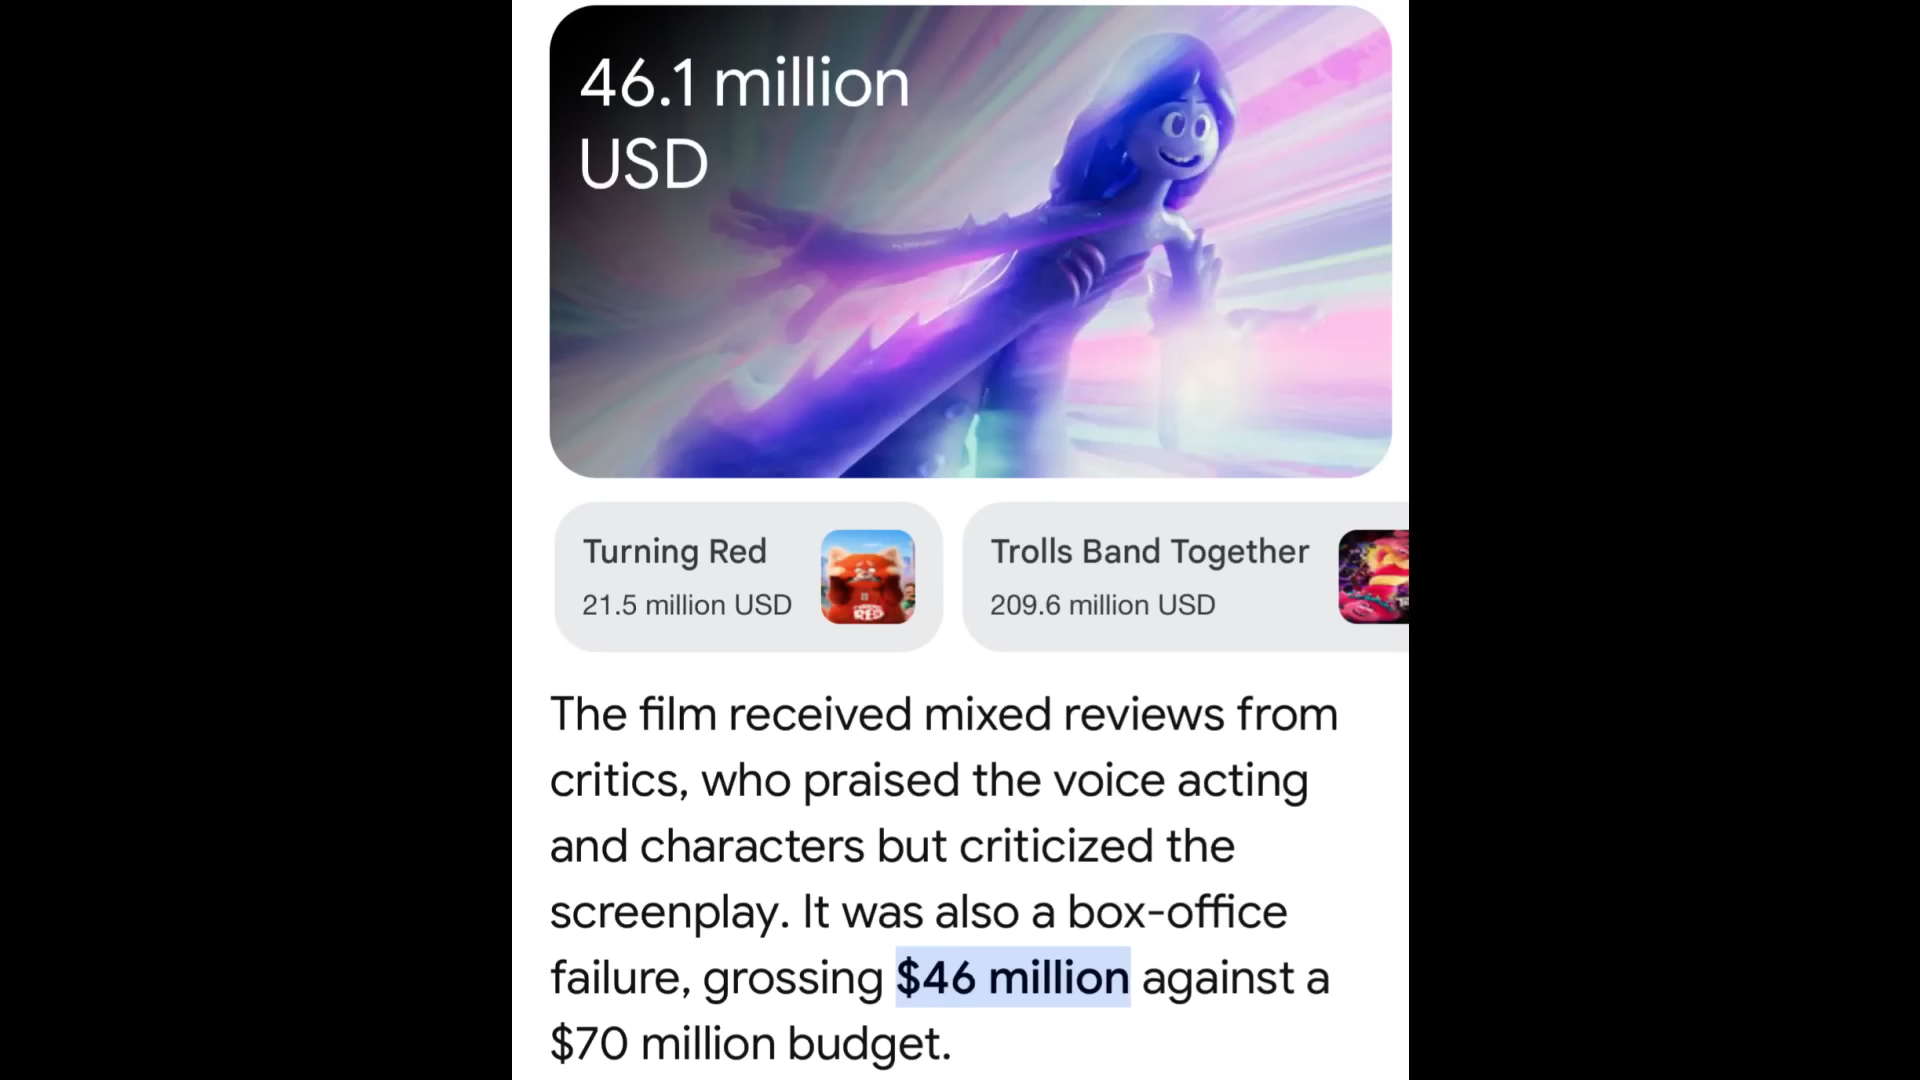 46.1 million
USD
Turning Red
21.5 million USD
Trolls Band Together
209.6 million USD
The film received mixed reviews from
critics, who praised the voice acting
and characters but criticized the
screenplay. It was also a box-office
failure, grossing $46 million against a
$70 million budget.